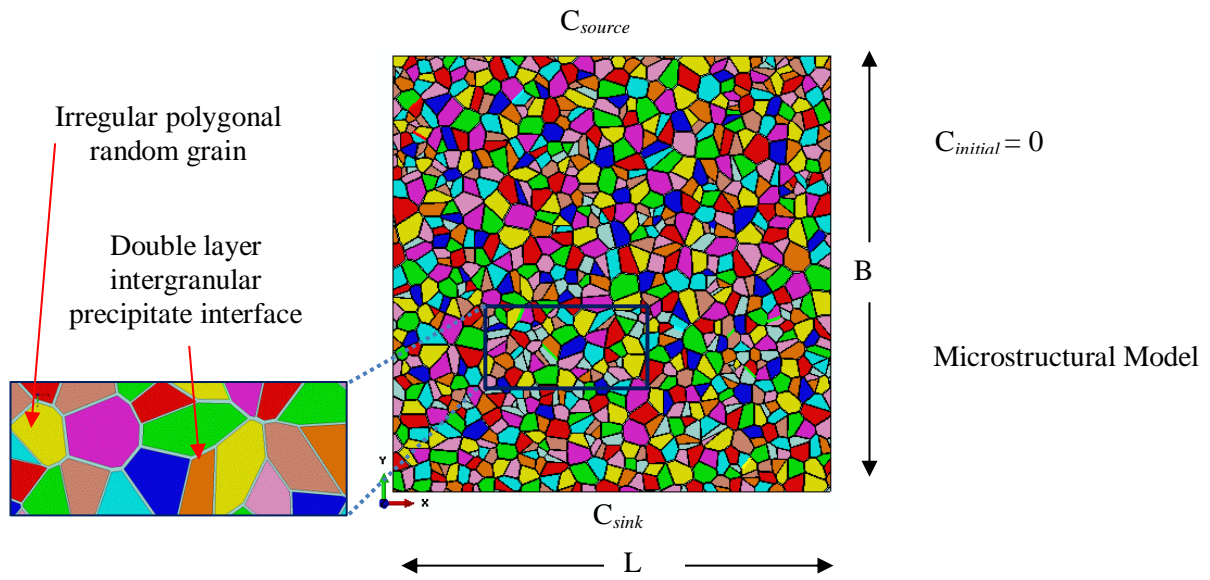 C_source
Irregular polygonal
random grain
C_initial = 0
Double layer
intergranular
precipitate interface
B
Microstructural Model
Y
X
C_sink
L